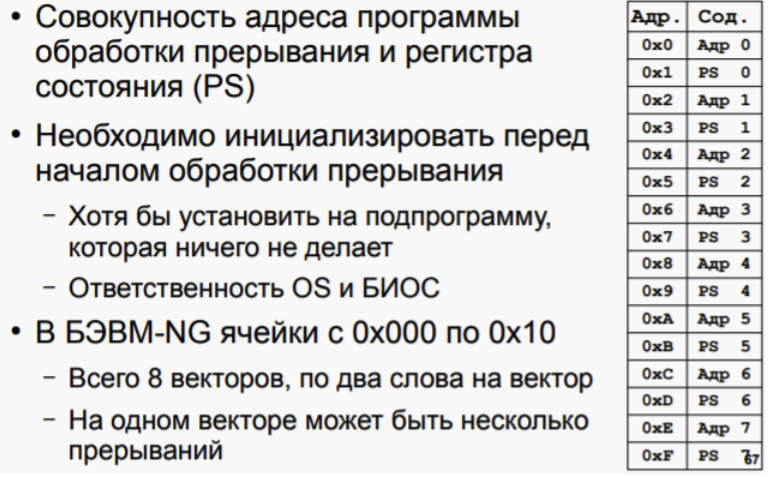 • Совокупность адреса программы
обработки прерывания и регистра
состояния (PS)
• Необходимо инициализировать перед
началом обработки прерывания
– Хотя бы установить на подпрограмму,
которая ничего не делает
– Ответственность OS и БИОС
• В БЭВМ-NG ячейки с 0x000 по 0x10
– Всего 8 векторов, по два слова на вектор
– На одном векторе может быть несколько
прерываний
Адр. Сод.
0x0 Адр 0
0x1 PS 0
0x2 Адр 1
0x3 PS 1
0x4 Адр 2
0x5 PS 2
0x6 Адр 3
0x7 PS 3
0x8 Адр 4
0x9 PS 4
0xA Адр 5
0xB PS 5
0xC Адр 6
0xD PS 6
0xE Адр 7
0xF PS 7
67